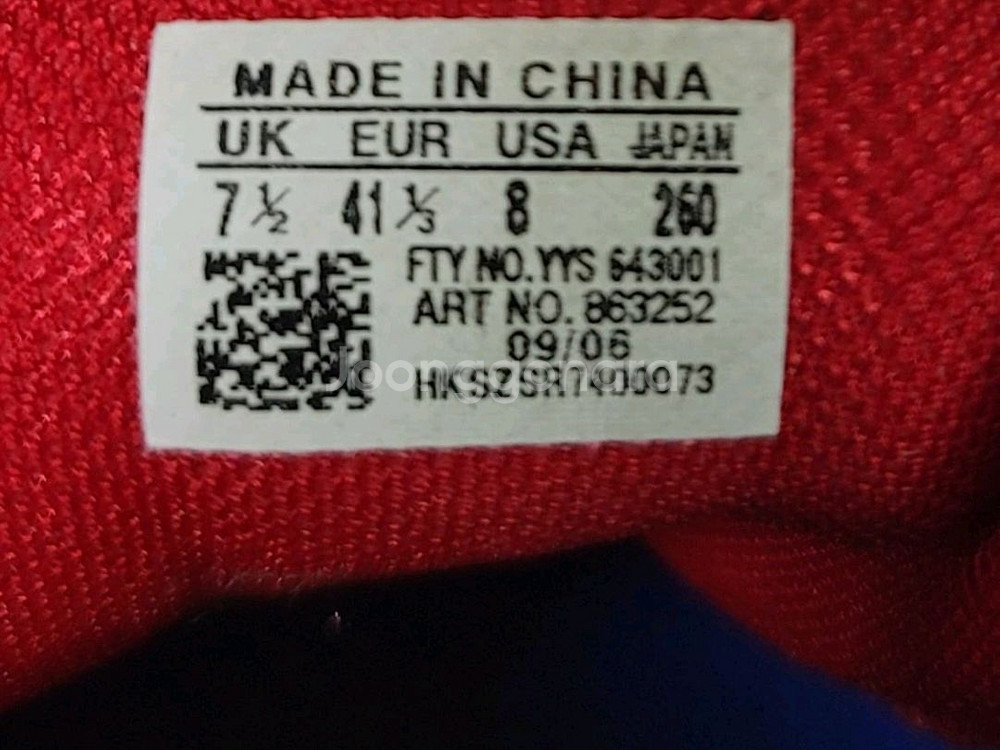 MADE IN CHINA
UK EUR USA JAPAN
7 ½ 41 ⅓ 8 260
FTY NO. YYS 643001
ART NO. 863252
09/06
Joonggonara